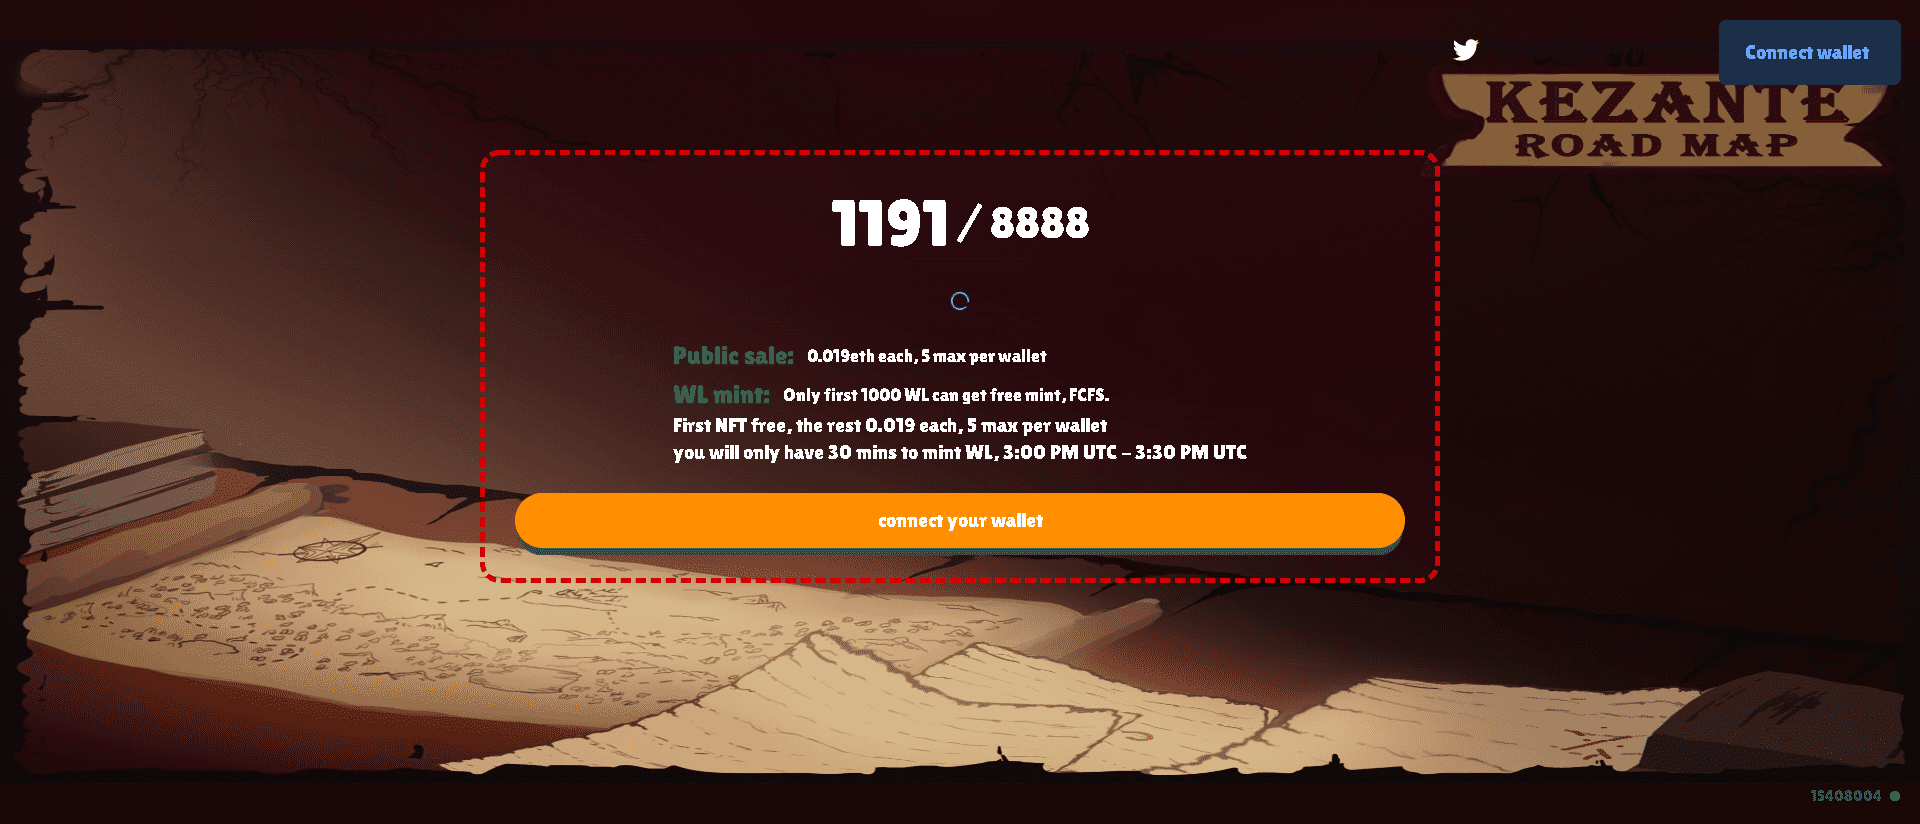 Connect wallet
KEZANTE
ROAD MAP
1191 / 8888
Public sale: 0.019eth each, 5 max per wallet
WL mint: Only first 1000 WL can get free mint, FCFS.
First NFT free, the rest 0.019 each, 5 max per wallet
you will only have 30 mins to mint WL, 3:00 PM UTC - 3:30 PM UTC
connect your wallet
15408004